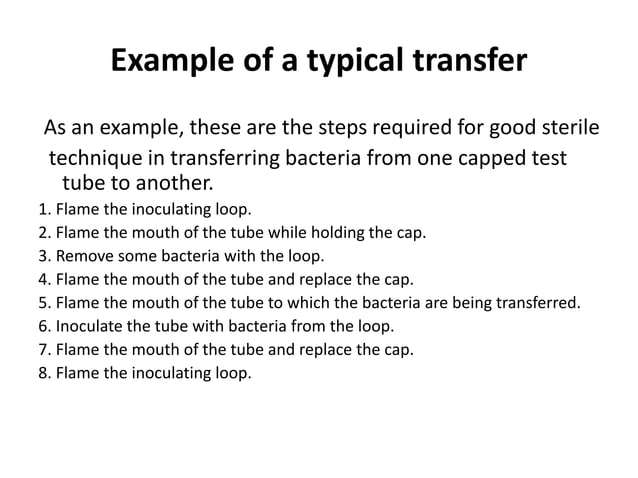 Example of a typical transfer
As an example, these are the steps required for good sterile
technique in transferring bacteria from one capped test
tube to another.
1. Flame the inoculating loop.
2. Flame the mouth of the tube while holding the cap.
3. Remove some bacteria with the loop.
4. Flame the mouth of the tube and replace the cap.
5. Flame the mouth of the tube to which the bacteria are being transferred.
6. Inoculate the tube with bacteria from the loop.
7. Flame the mouth of the tube and replace the cap.
8. Flame the inoculating loop.